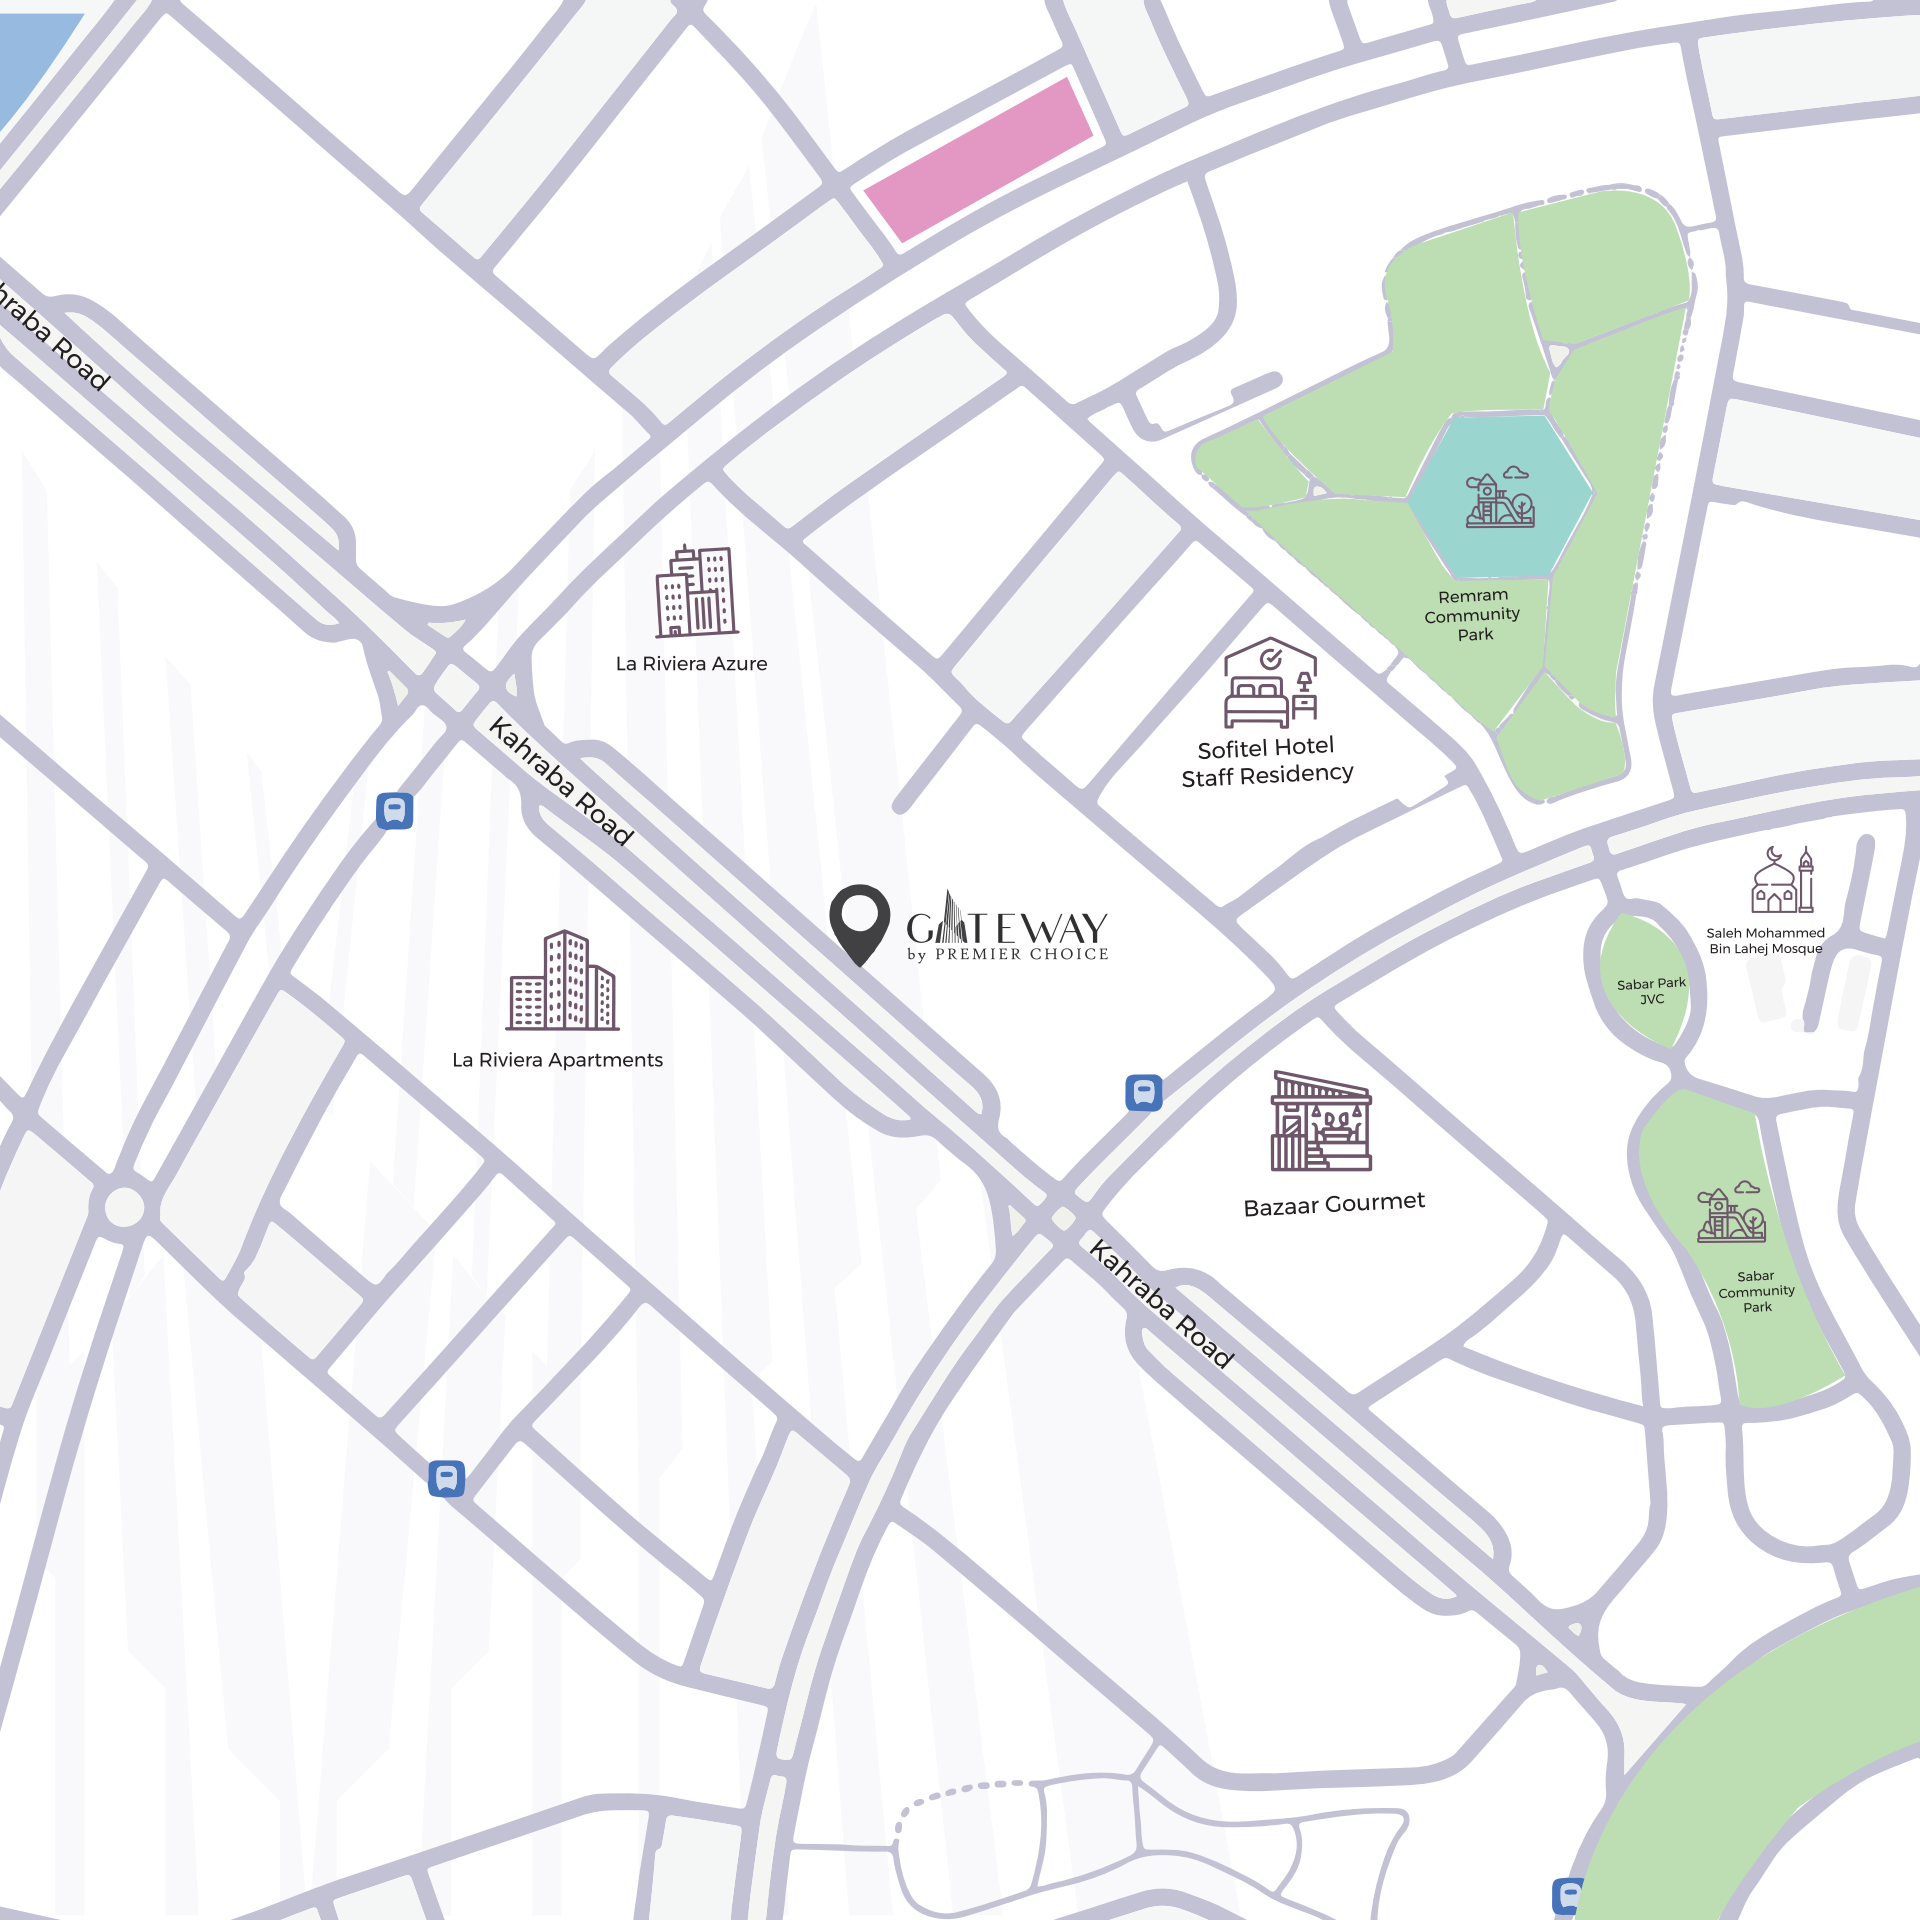 hraba Road
Remram
Community
Park
La Riviera Azure
Sofitel Hotel
Staff Residency
Kahraba Road
GATEWAY
by PREMIER CHOICE
Saleh Mohammed
Bin Lahej Mosque
Sabar Park
JVC
La Riviera Apartments
Bazaar Gourmet
Kahraba Road
Sabar
Community
Park